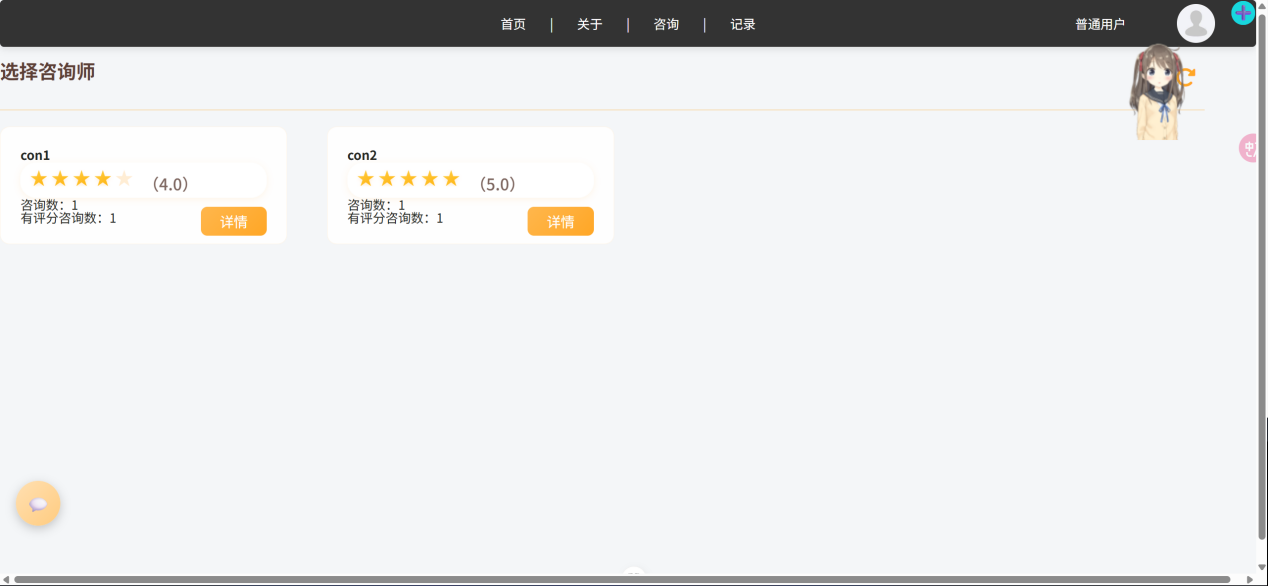 首页 | 关于 | 咨询 | 记录 普通用户
选择咨询师
con1
★★★★★ （4.0）
咨询数：1
有评分咨询数：1
详情
con2
★★★★★ （5.0）
咨询数：1
有评分咨询数：1
详情
中